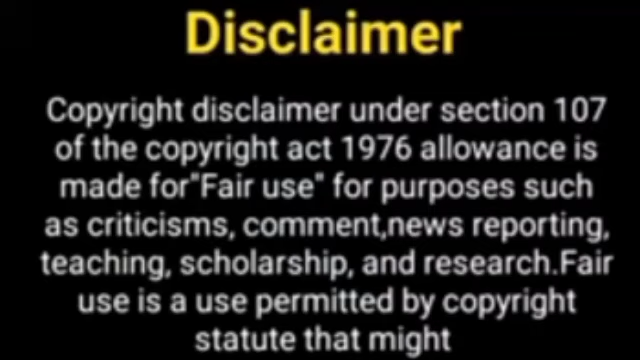 Disclaimer
Copyright disclaimer under section 107
of the copyright act 1976 allowance is
made for"Fair use" for purposes such
as criticisms, comment,news reporting,
teaching, scholarship, and research.Fair
use is a use permitted by copyright
statute that might